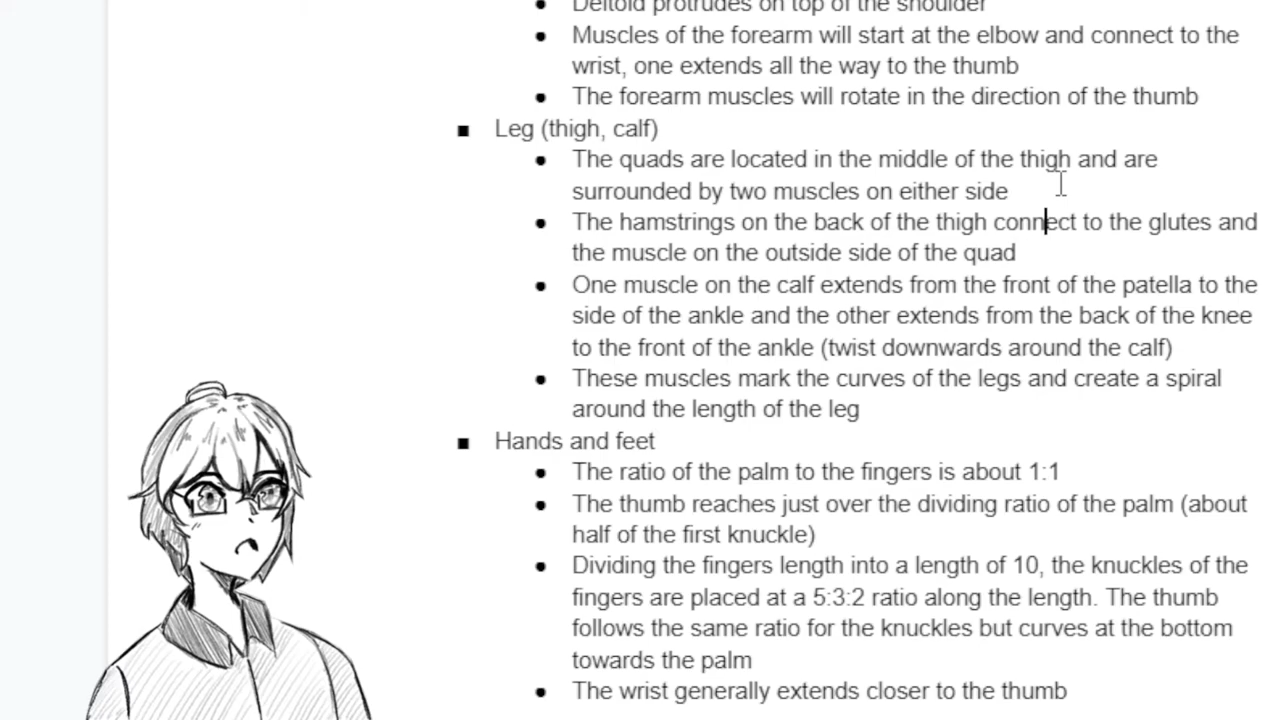 Deltoid protrudes on top of the shoulder
Muscles of the forearm will start at the elbow and connect to the
wrist, one extends all the way to the thumb
The forearm muscles will rotate in the direction of the thumb
Leg (thigh, calf)
The quads are located in the middle of the thigh and are
surrounded by two muscles on either side
The hamstrings on the back of the thigh connect to the glutes and
the muscle on the outside side of the quad
One muscle on the calf extends from the front of the patella to the
side of the ankle and the other extends from the back of the knee
to the front of the ankle (twist downwards around the calf)
These muscles mark the curves of the legs and create a spiral
around the length of the leg
Hands and feet
The ratio of the palm to the fingers is about 1:1
The thumb reaches just over the dividing ratio of the palm (about
half of the first knuckle)
Dividing the fingers length into a length of 10, the knuckles of the
fingers are placed at a 5:3:2 ratio along the length. The thumb
follows the same ratio for the knuckles but curves at the bottom
towards the palm
The wrist generally extends closer to the thumb